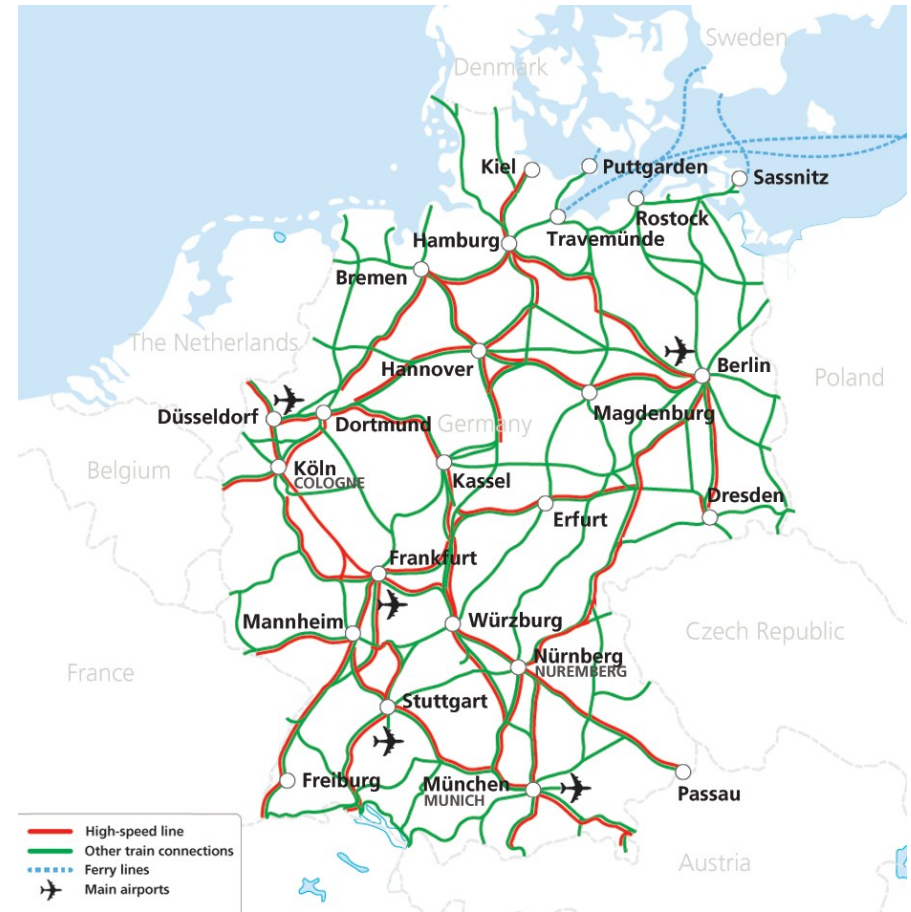 Sweden
Denmark
Kiel
Puttgarden
Sassnitz
Rostock
Travemünde
Hamburg
Bremen
The Netherlands
Hannover
Berlin
Poland
Magdenburg
Düsseldorf
Dortmund
Germany
Belgium
Köln
COLOGNE
Kassel
Dresden
Erfurt
Frankfurt
Mannheim
Würzburg
Czech Republic
France
Nürnberg
NUREMBERG
Stuttgart
Freiburg
München
MUNICH
Passau
Austria
High-speed line
Other train connections
Ferry lines
Main airports